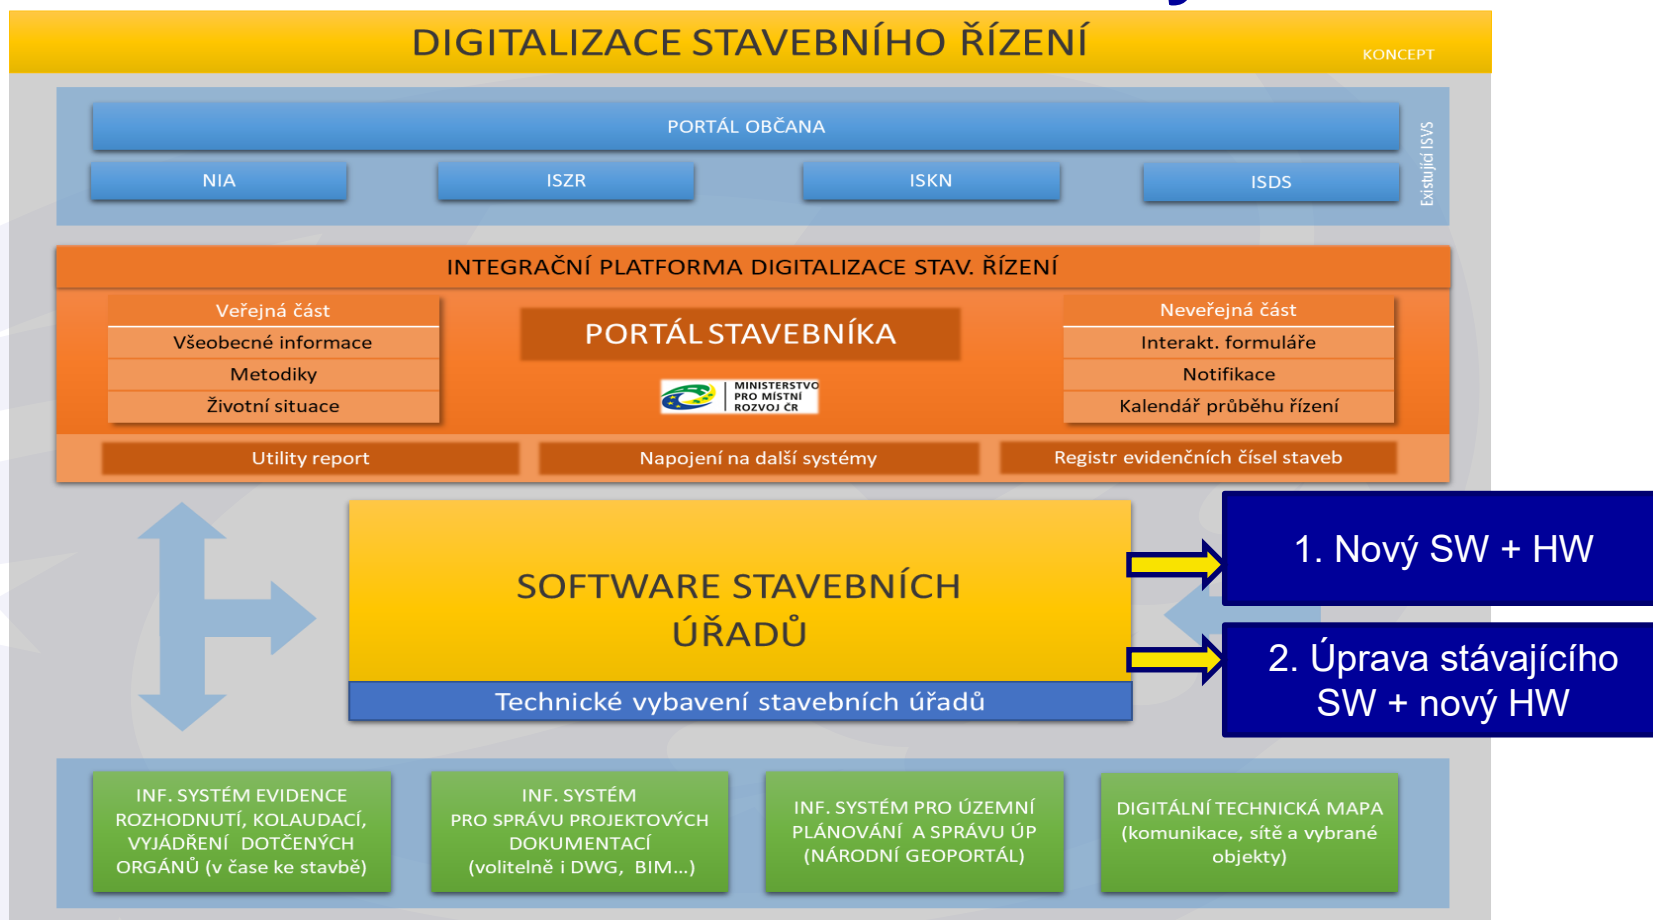 DIGITALIZACE STAVEBNÍHO ŘÍZENÍ
KONCEPT
PORTÁL OBČANA
NIA
ISZR
ISKN
ISDS
Existující ISVS
INTEGRAČNÍ PLATFORMA DIGITALIZACE STAV. ŘÍZENÍ
Veřejná část
Všeobecné informace
Metodiky
Životní situace
PORTÁL STAVEBNÍKA
MINISTERSTVO
PRO MÍSTNÍ
ROZVOJ ČR
Neveřejná část
Interakt. formuláře
Notifikace
Kalendář průběhu řízení
Utility report
Napojení na další systémy
Registr evidenčních čísel staveb
SOFTWARE STAVEBNÍCH
ÚŘADŮ
Technické vybavení stavebních úřadů
1. Nový SW + HW
2. Úprava stávajícího
SW + nový HW
INF. SYSTÉM EVIDENCE
ROZHODNUTÍ, KOLAUDACÍ,
VYJÁDŘENÍ DOTČENÝCH
ORGÁNŮ (v čase ke stavbě)
INF. SYSTÉM
PRO SPRÁVU PROJEKTOVÝCH
DOKUMENTACÍ
(volitelně i DWG, BIM...)
INF. SYSTÉM PRO ÚZEMNÍ
PLÁNOVÁNÍ A SPRÁVU ÚP
(NÁRODNÍ GEOPORTÁL)
DIGITÁLNÍ TECHNICKÁ MAPA
(komunikace, sítě a vybrané
objekty)